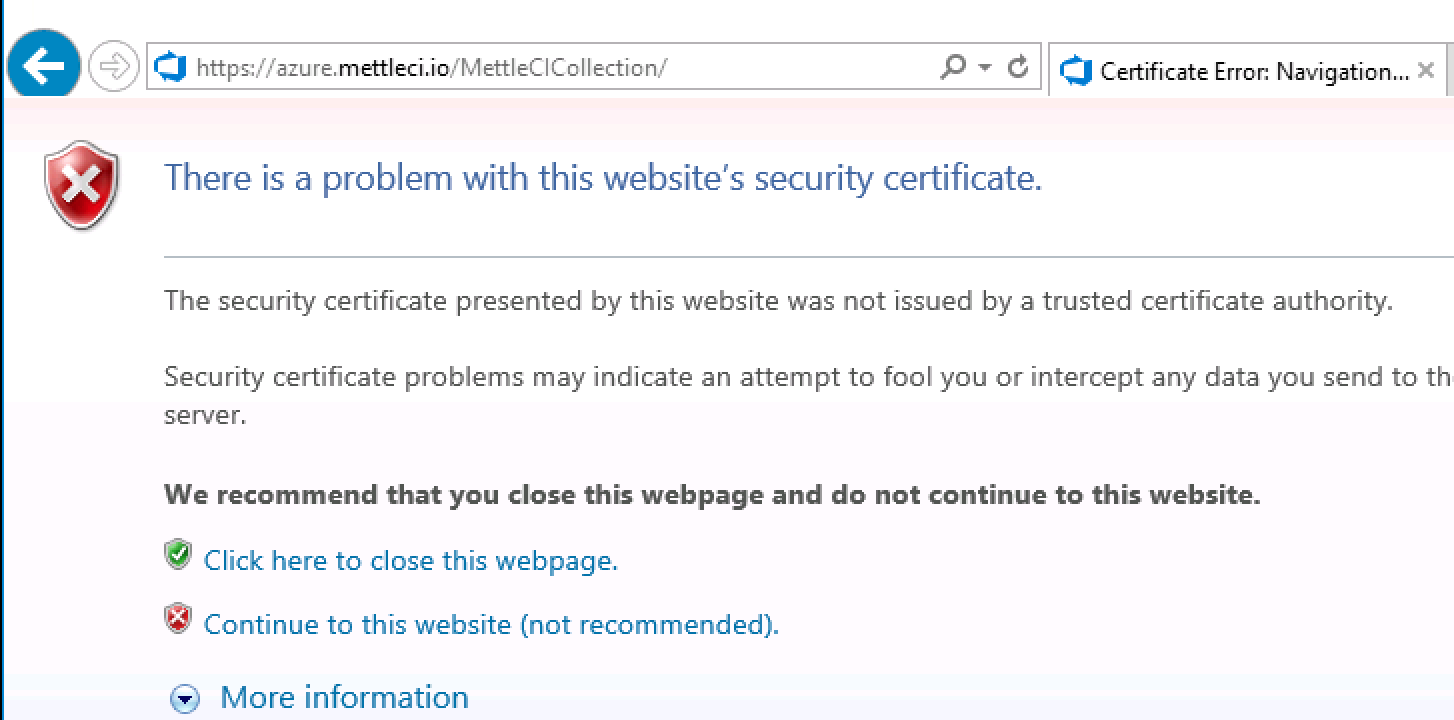 https://azure.mettleci.io/MettleCICollection/
Certificate Error: Navigation...
There is a problem with this website’s security certificate.
The security certificate presented by this website was not issued by a trusted certificate authority.
Security certificate problems may indicate an attempt to fool you or intercept any data you send to
server.
We recommend that you close this webpage and do not continue to this website.
Click here to close this webpage.
Continue to this website (not recommended).
More information